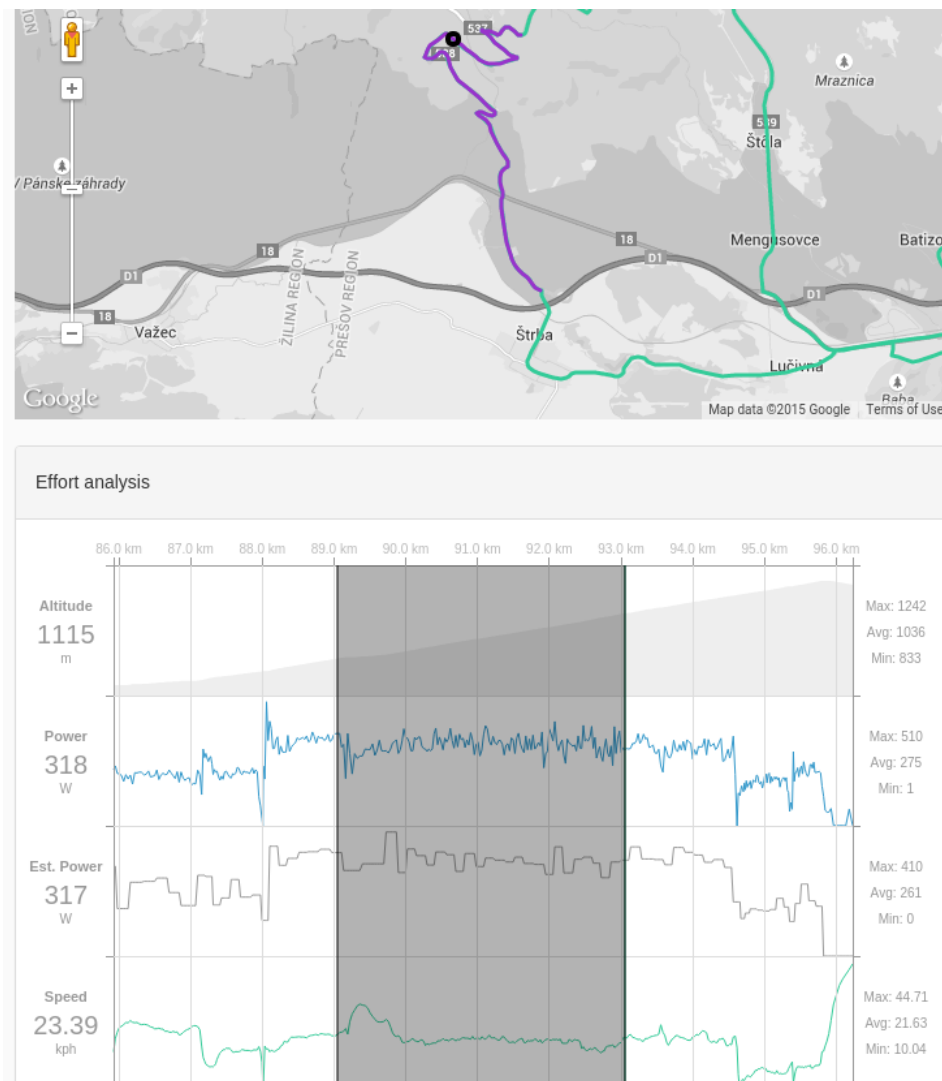 ION
537
538
Mraznica
539
Štôla
V Pánske záhrady
18
Mengusovce
Batizo
18
D1
D1
D1
ŽILINA REGION
PREŠOV REGION
18
Važec
Štrba
Lučivná
Baba
Google
Map data ©2015 Google Terms of Use
Effort analysis
86.0 km 87.0 km 88.0 km 89.0 km 90.0 km 91.0 km 92.0 km 93.0 km 94.0 km 95.0 km 96.0 km
Altitude
1115
m
Max: 1242
Avg: 1036
Min: 833
Power
318
W
Max: 510
Avg: 275
Min: 1
Est. Power
317
W
Max: 410
Avg: 261
Min: 0
Speed
23.39
kph
Max: 44.71
Avg: 21.63
Min: 10.04